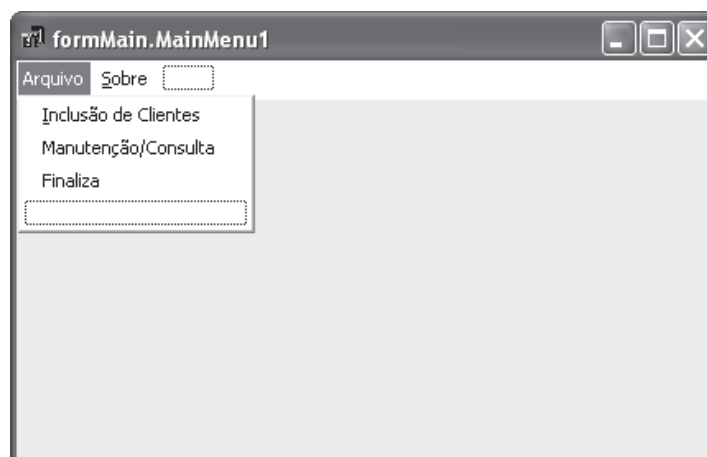 formMain.MainMenu1
Arquivo Sobre
Inclusão de Clientes
Manutenção/Consulta
Finaliza